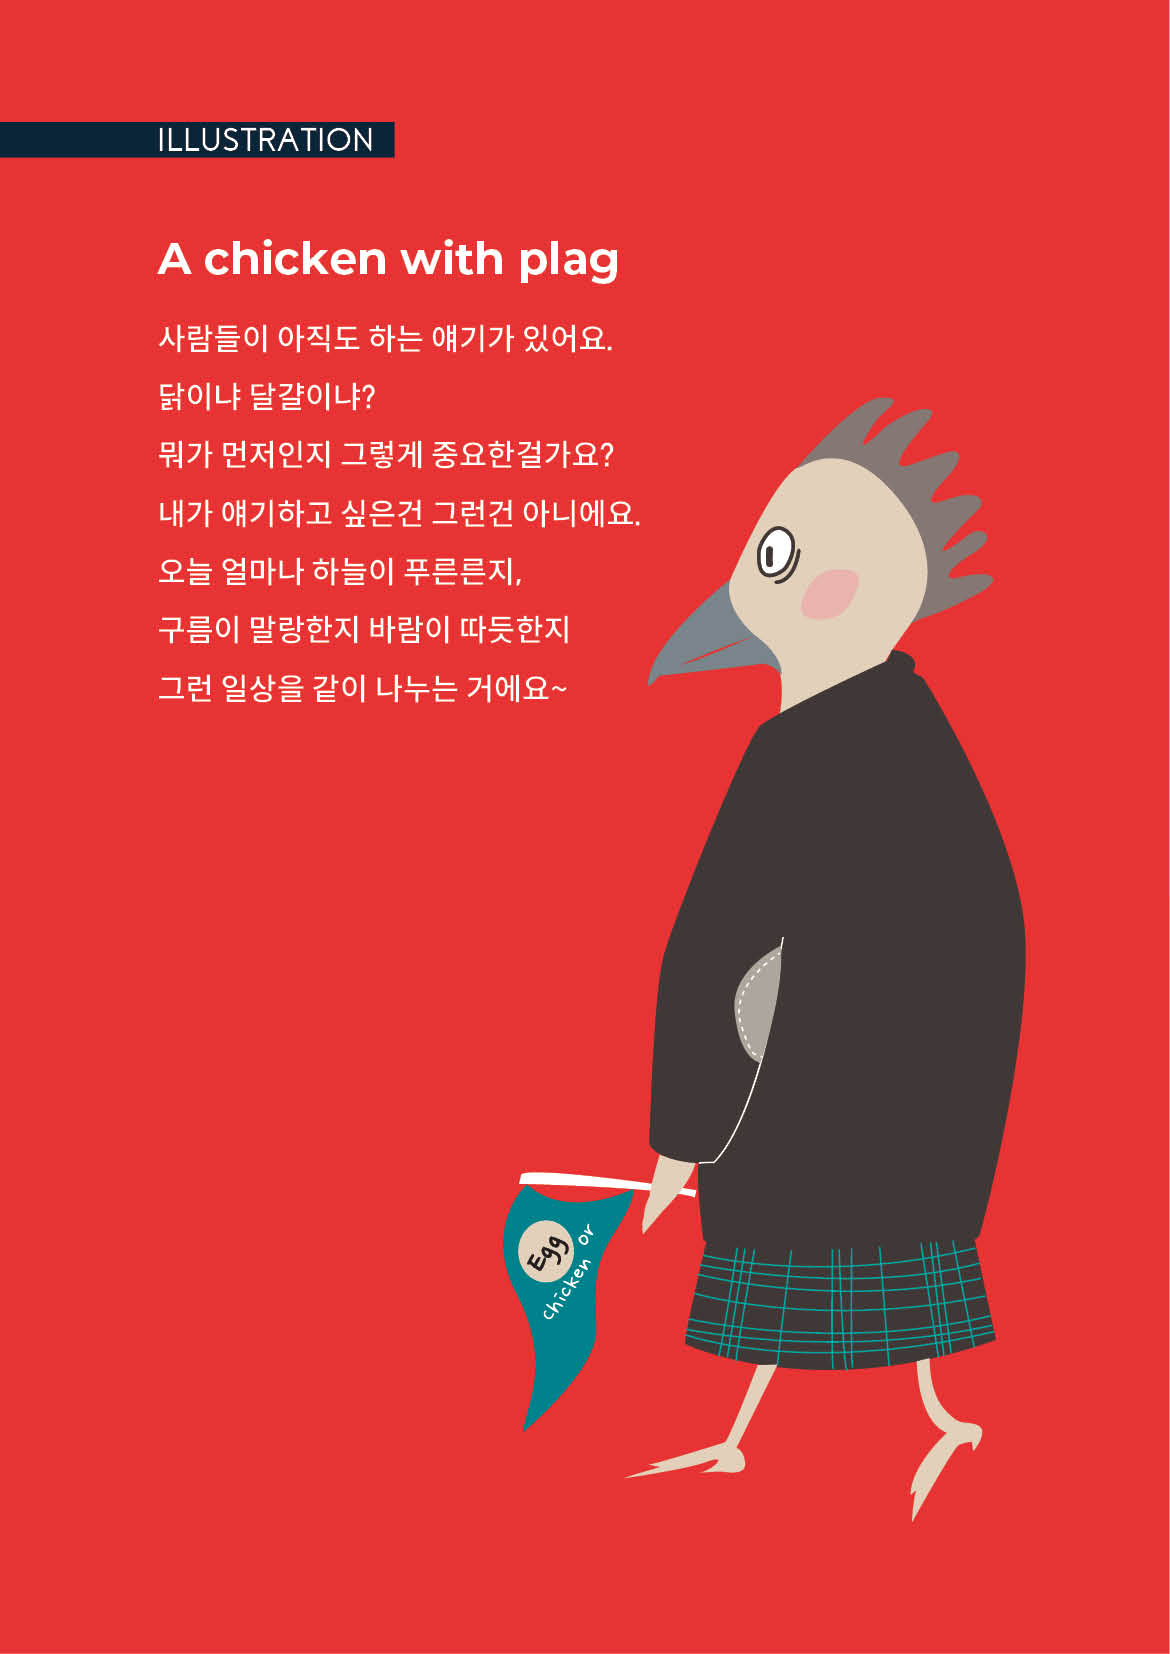 ILLUSTRATION
A chicken with plag
사람들이 아직도 하는 얘기가 있어요.
닭이냐 달걀이냐?
뭐가 먼저인지 그렇게 중요한걸가요?
내가 얘기하고 싶은건 그런건 아니에요.
오늘 얼마나 하늘이 푸른른지,
구름이 말랑한지 바람이 따듯한지
그런 일상을 같이 나누는 거에요~
Egg
chicken or